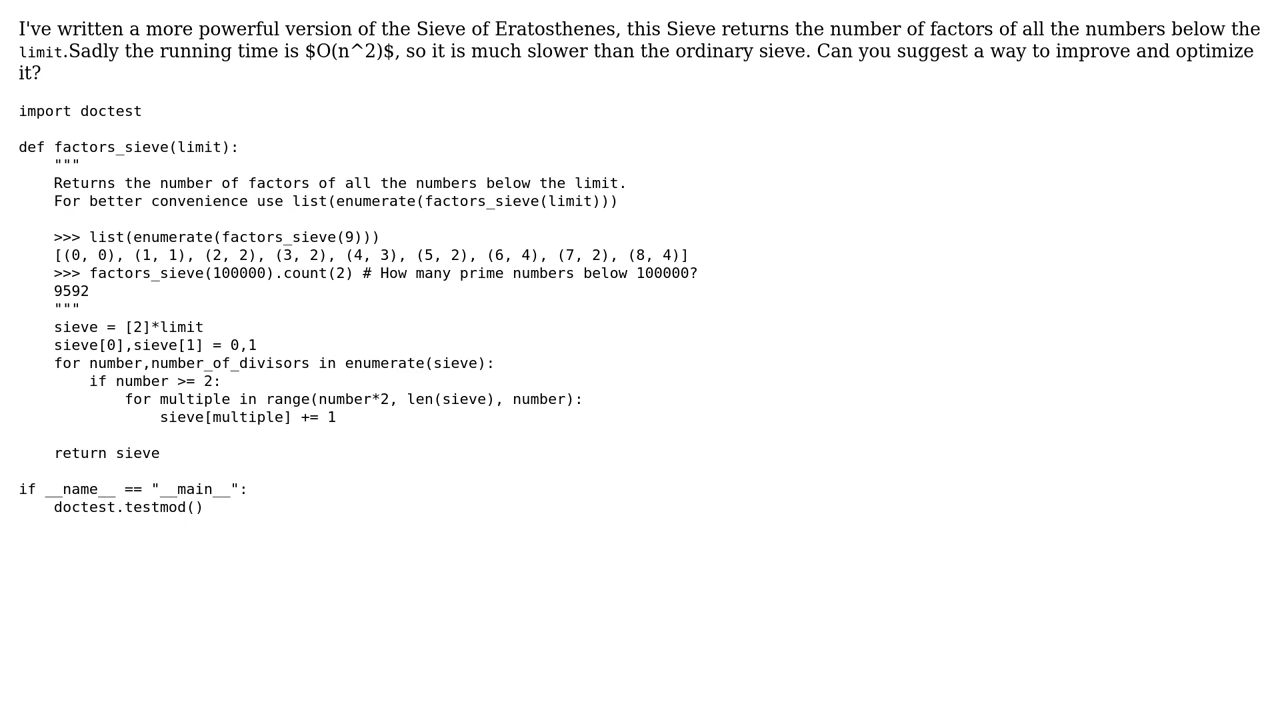 I've written a more powerful version of the Sieve of Eratosthenes, this Sieve returns the number of factors of all the numbers below the
limit.Sadly the running time is $O(n^2)$, so it is much slower than the ordinary sieve. Can you suggest a way to improve and optimize
it?
import doctest
def factors_sieve(limit):
    """
    Returns the number of factors of all the numbers below the limit.
    For better convenience use list(enumerate(factors_sieve(limit)))
    >>> list(enumerate(factors_sieve(9)))
    [(0, 0), (1, 1), (2, 2), (3, 2), (4, 3), (5, 2), (6, 4), (7, 2), (8, 4)]
    >>> factors_sieve(100000).count(2) # How many prime numbers below 100000?
    9592
    """
    sieve = [2]*limit
    sieve[0],sieve[1] = 0,1
    for number,number_of_divisors in enumerate(sieve):
        if number >= 2:
            for multiple in range(number*2, len(sieve), number):
                sieve[multiple] += 1
    return sieve
if __name__ == "__main__":
    doctest.testmod()